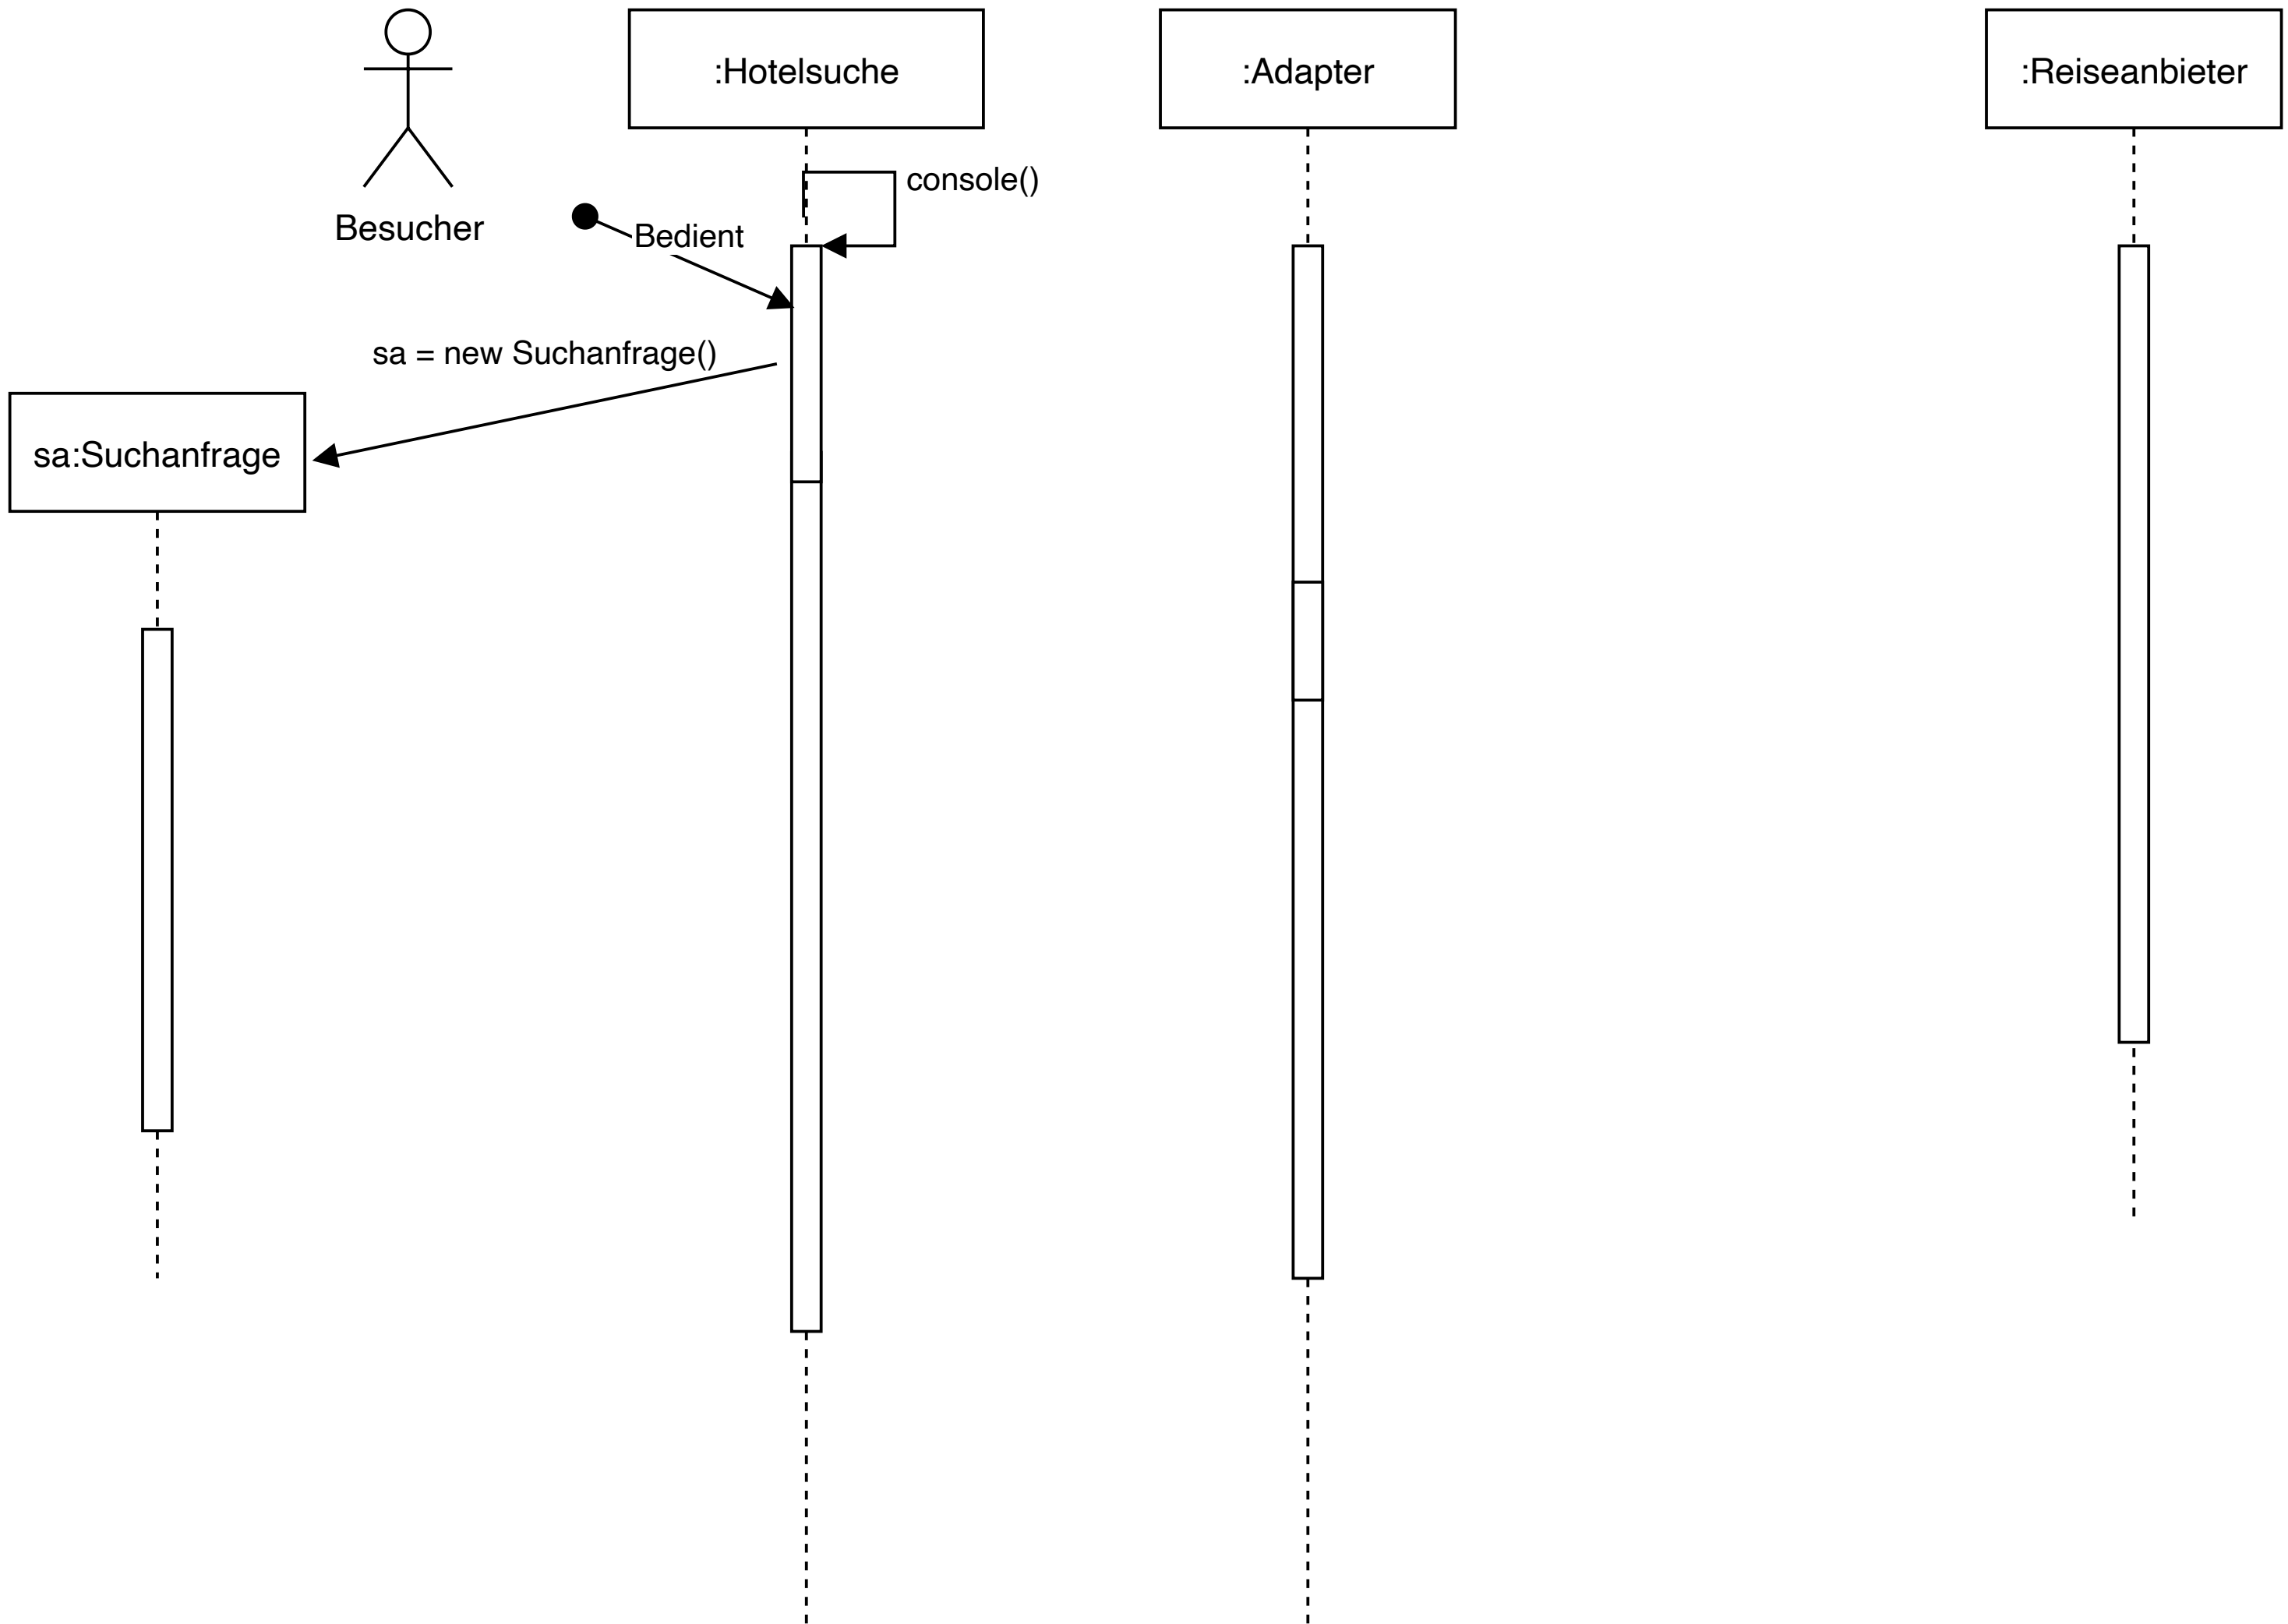 :Hotelsuche
:Adapter
:Reiseanbieter
console()
Besucher
Bedient
sa = new Suchanfrage()
sa:Suchanfrage